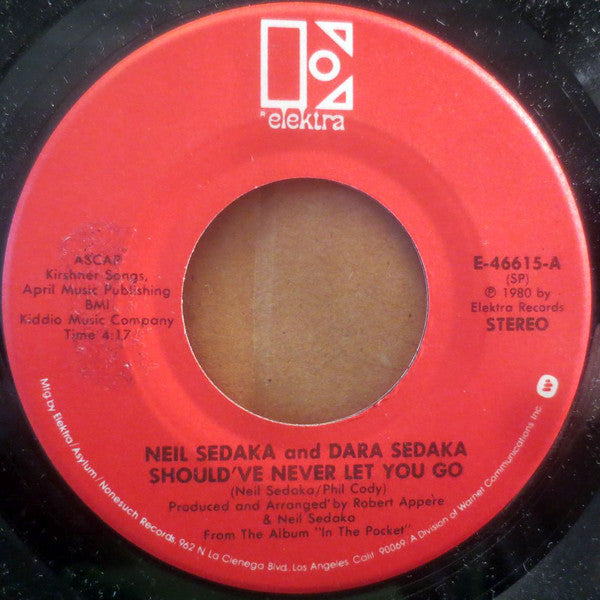 elektra
ASCAP
Kirshner Songs,
April Music Publishing
BMI
Kiddio Music Company
Time 4:17
E-46615-A
(SP)
℗ 1980 by
Elektra Records
STEREO
NEIL SEDAKA and DARA SEDAKA
SHOULD'VE NEVER LET YOU GO
(Neil Sedaka/Phil Cody)
Produced and Arranged by Robert Appère
& Neil Sedaka
From The Album "In The Pocket"
Mfg by Elektra/Asylum/Nonesuch Records, 962 N. La Cienega Blvd., Los Angeles, Calif. 90069. A Division of Warner Communications Inc.